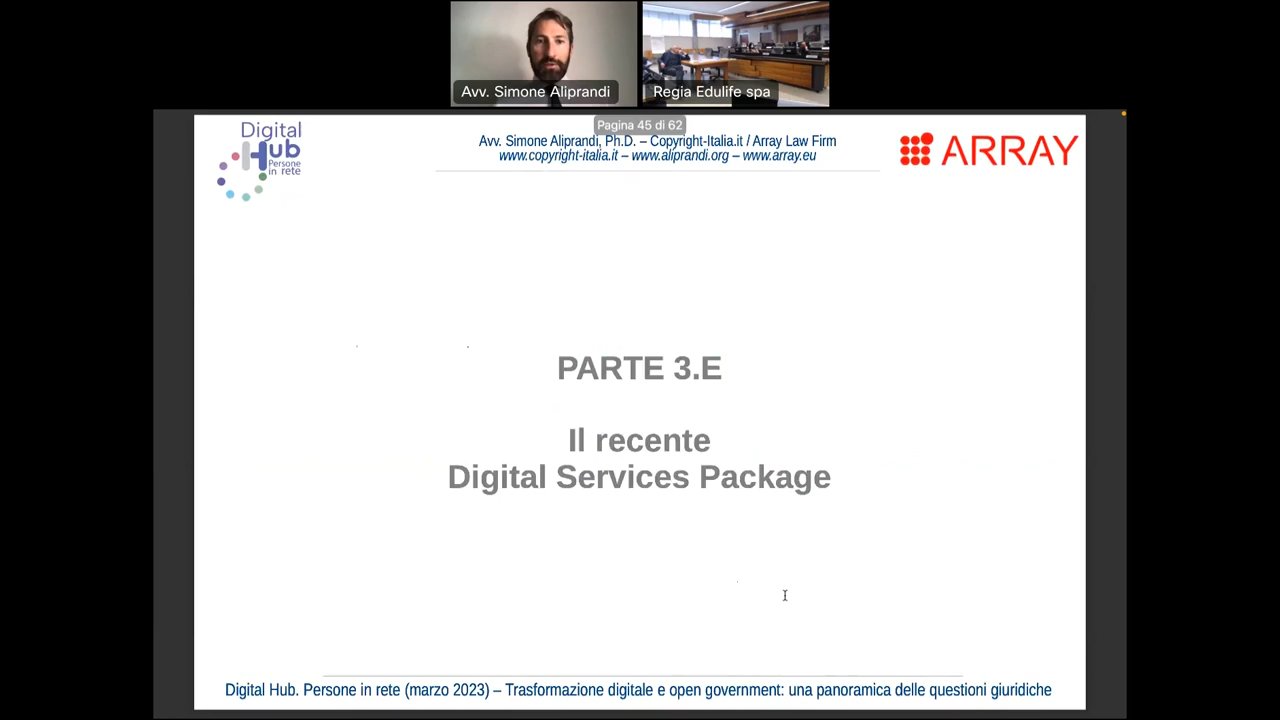 Avv. Simone Aliprandi
Regia Edulife spa
Pagina 45 di 62
Digital
Hub
Persone
in rete
Avv. Simone Aliprandi, Ph.D. – Copyright-Italia.it / Array Law Firm
www.copyright-italia.it – www.aliprandi.org – www.array.eu
ARRAY
PARTE 3.E
Il recente
Digital Services Package
Digital Hub. Persone in rete (marzo 2023) – Trasformazione digitale e open government: una panoramica delle questioni giuridiche